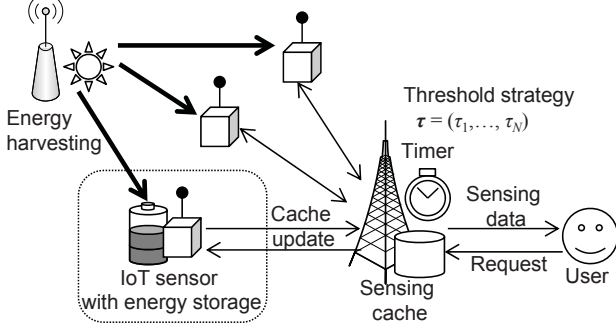 Energy
harvesting
Threshold strategy
τ = (τ₁,…, τ_N)
Timer
Cache
update
Sensing
data
Request
User
IoT sensor
with energy storage
Sensing
cache